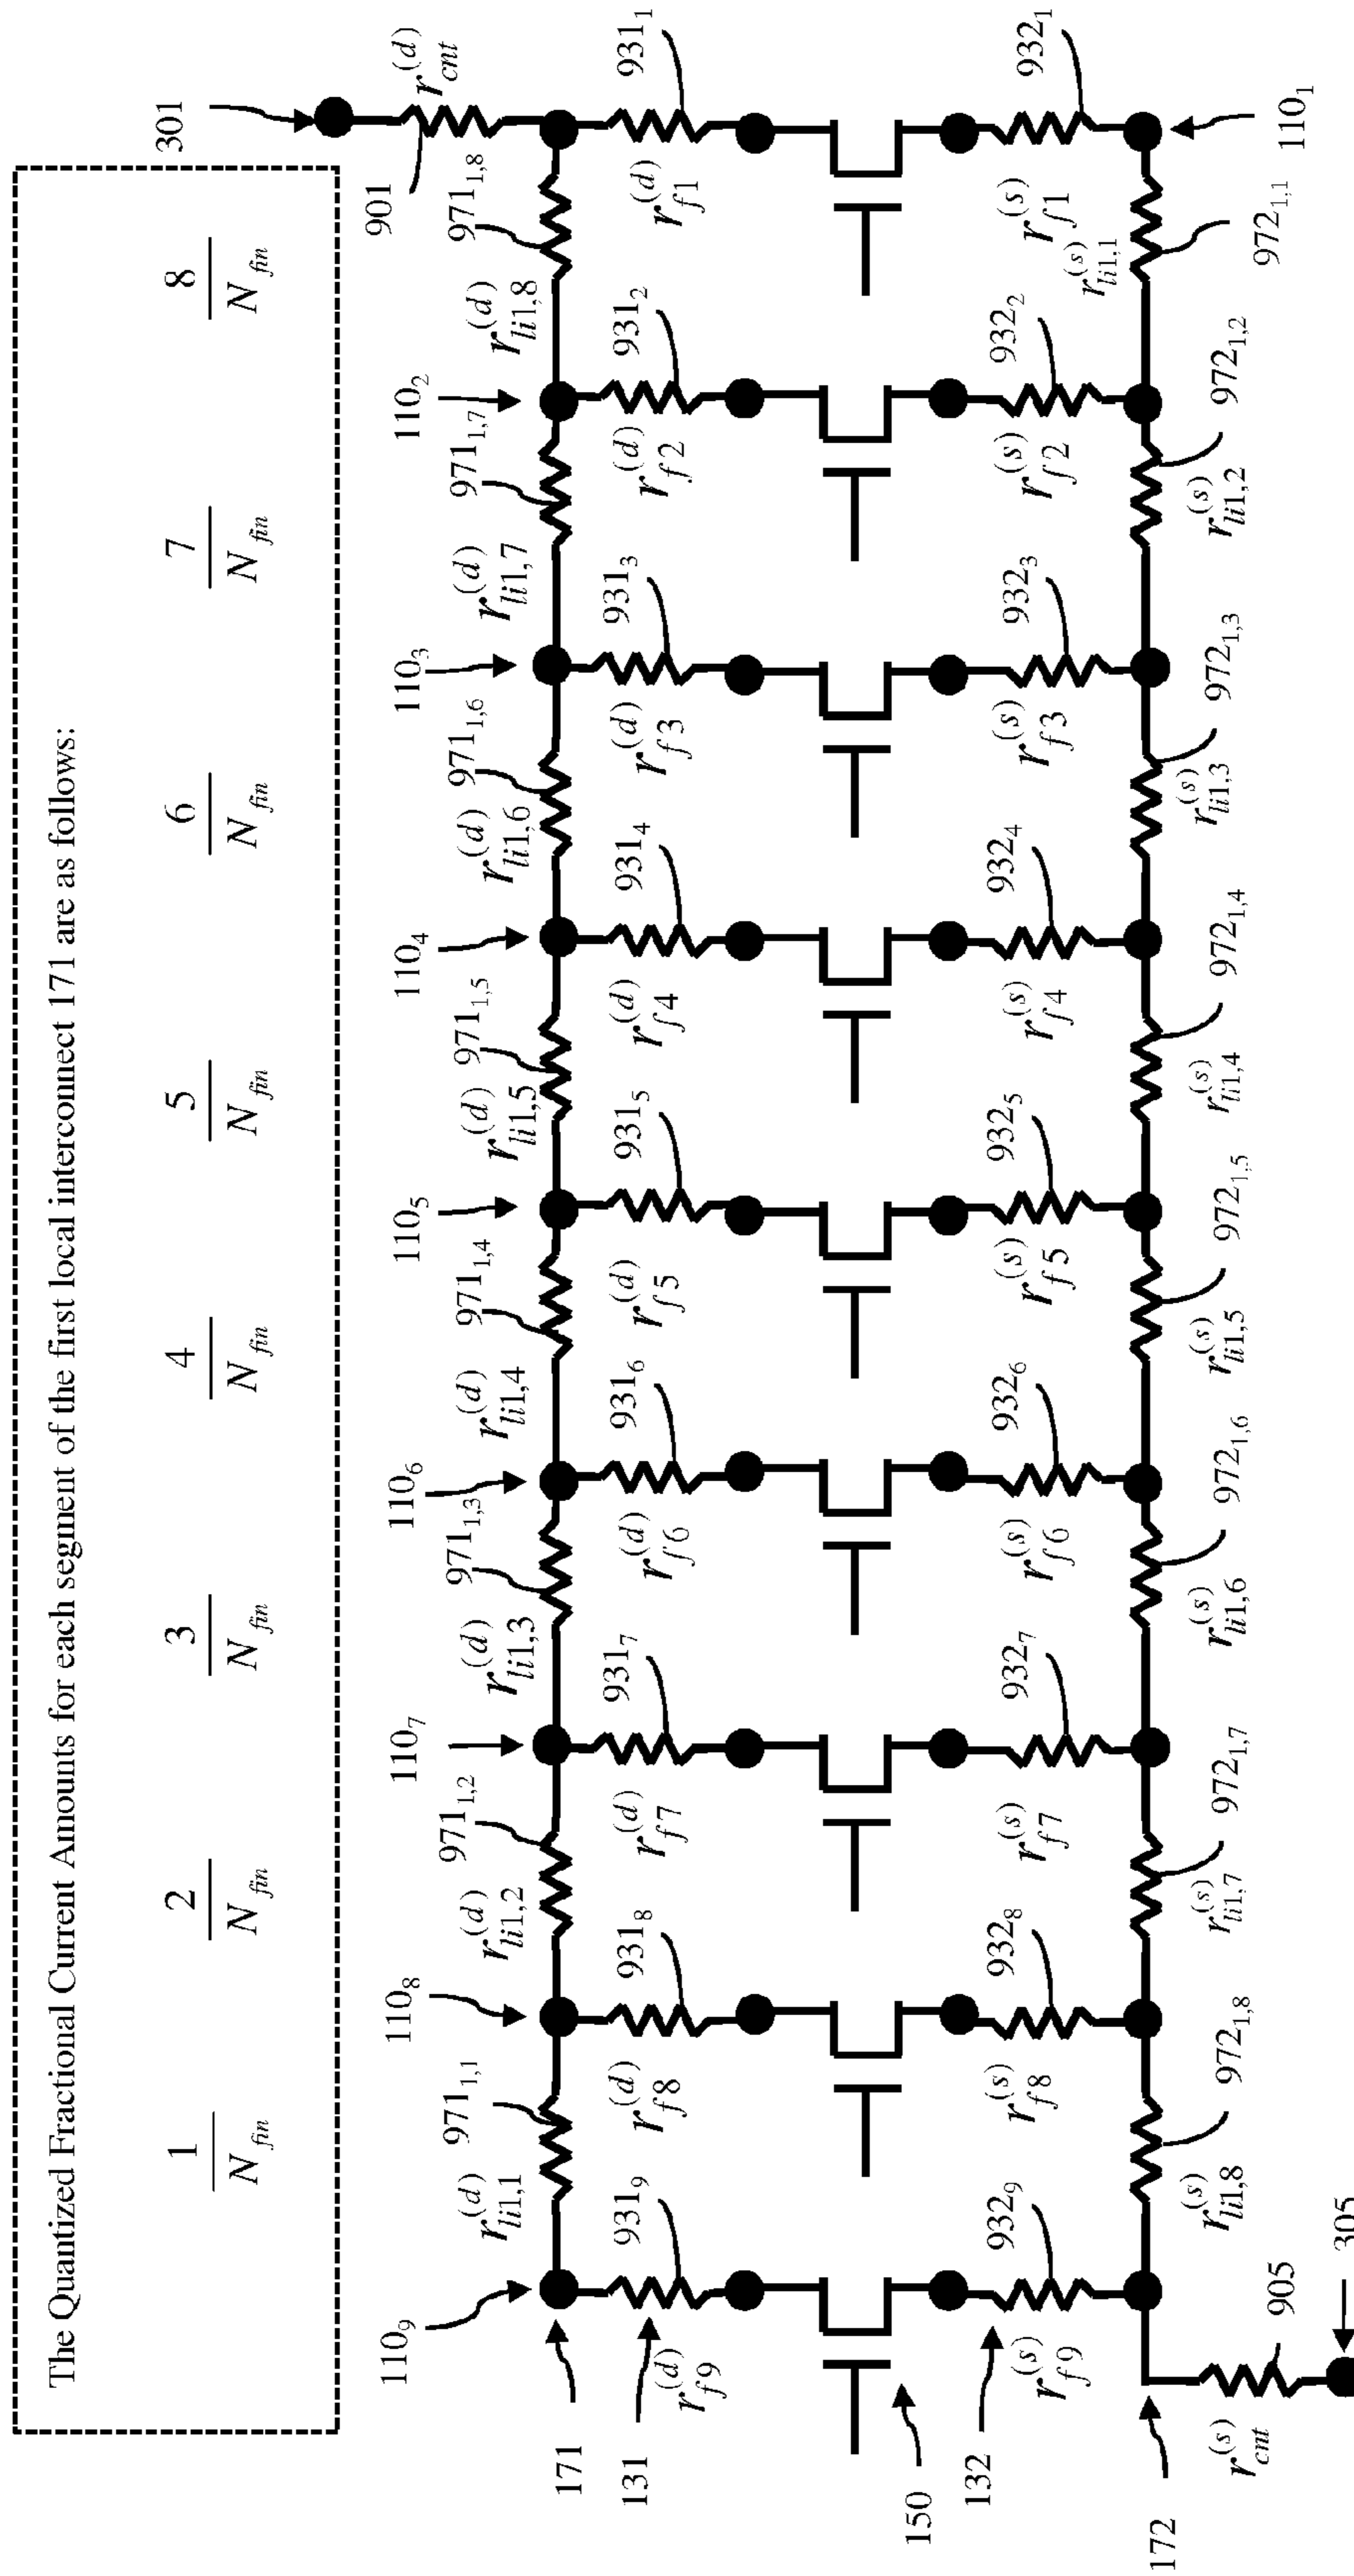 The Quantized Fractional Current Amounts for each segment of the first local interconnect 171 are as follows:
1/N_fin 2/N_fin 3/N_fin 4/N_fin 5/N_fin 6/N_fin 7/N_fin 8/N_fin
301
110_9 110_8 110_7 110_6 110_5 110_4 110_3 110_2
901 r_cnt^(d)
971_1,1 971_1,2 971_1,3 971_1,4 971_1,5 971_1,6 971_1,7 971_1,8
r_li1,1^(d) r_li1,2^(d) r_li1,3^(d) r_li1,4^(d) r_li1,5^(d) r_li1,6^(d) r_li1,7^(d) r_li1,8^(d)
171
931_9 931_8 931_7 931_6 931_5 931_4 931_3 931_2 931_1
131
r_f9^(d) r_f8^(d) r_f7^(d) r_f6^(d) r_f5^(d) r_f4^(d) r_f3^(d) r_f2^(d) r_f1^(d)
150
932_9 932_8 932_7 932_6 932_5 932_4 932_3 932_2 932_1
132
r_f9^(s) r_f8^(s) r_f7^(s) r_f6^(s) r_f5^(s) r_f4^(s) r_f3^(s) r_f2^(s) r_f1^(s)
172
r_li1,8^(s) r_li1,7^(s) r_li1,6^(s) r_li1,5^(s) r_li1,4^(s) r_li1,3^(s) r_li1,2^(s) r_li1,1^(s)
972_1,8 972_1,7 972_1,6 972_1,5 972_1,4 972_1,3 972_1,2 972_1,1
110_1
r_cnt^(s) 905
305